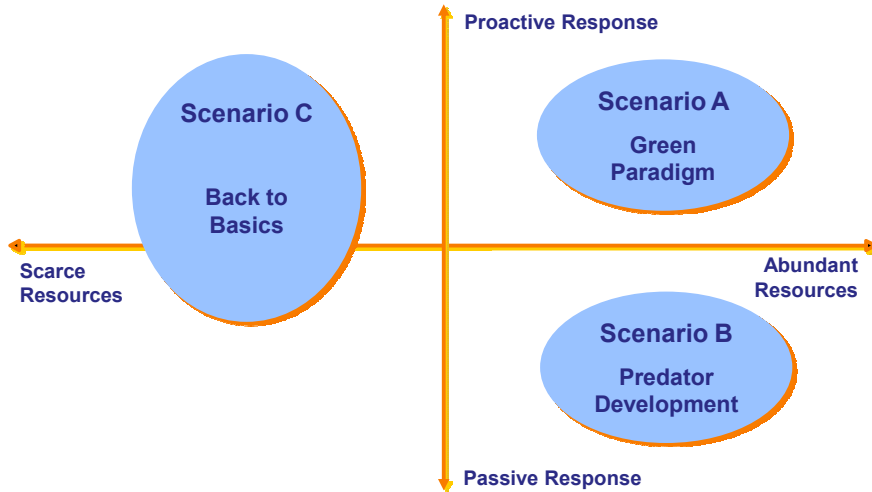 Proactive Response
Scenario C
Back to
Basics
Scenario A
Green
Paradigm
Scarce
Resources
Abundant
Resources
Scenario B
Predator
Development
Passive Response